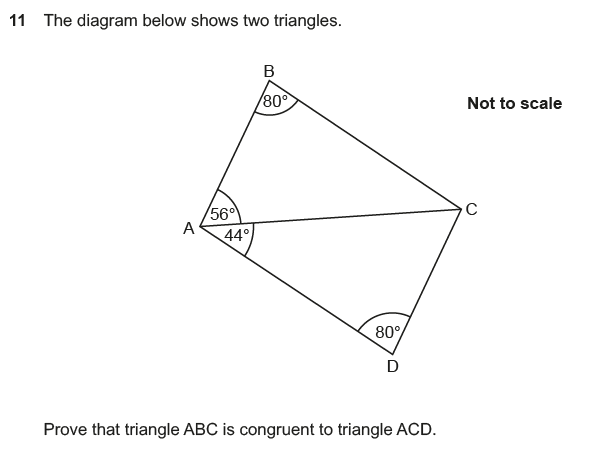 11 The diagram below shows two triangles.
B
80°
Not to scale
56°
C
A
44°
80°
D
Prove that triangle ABC is congruent to triangle ACD.